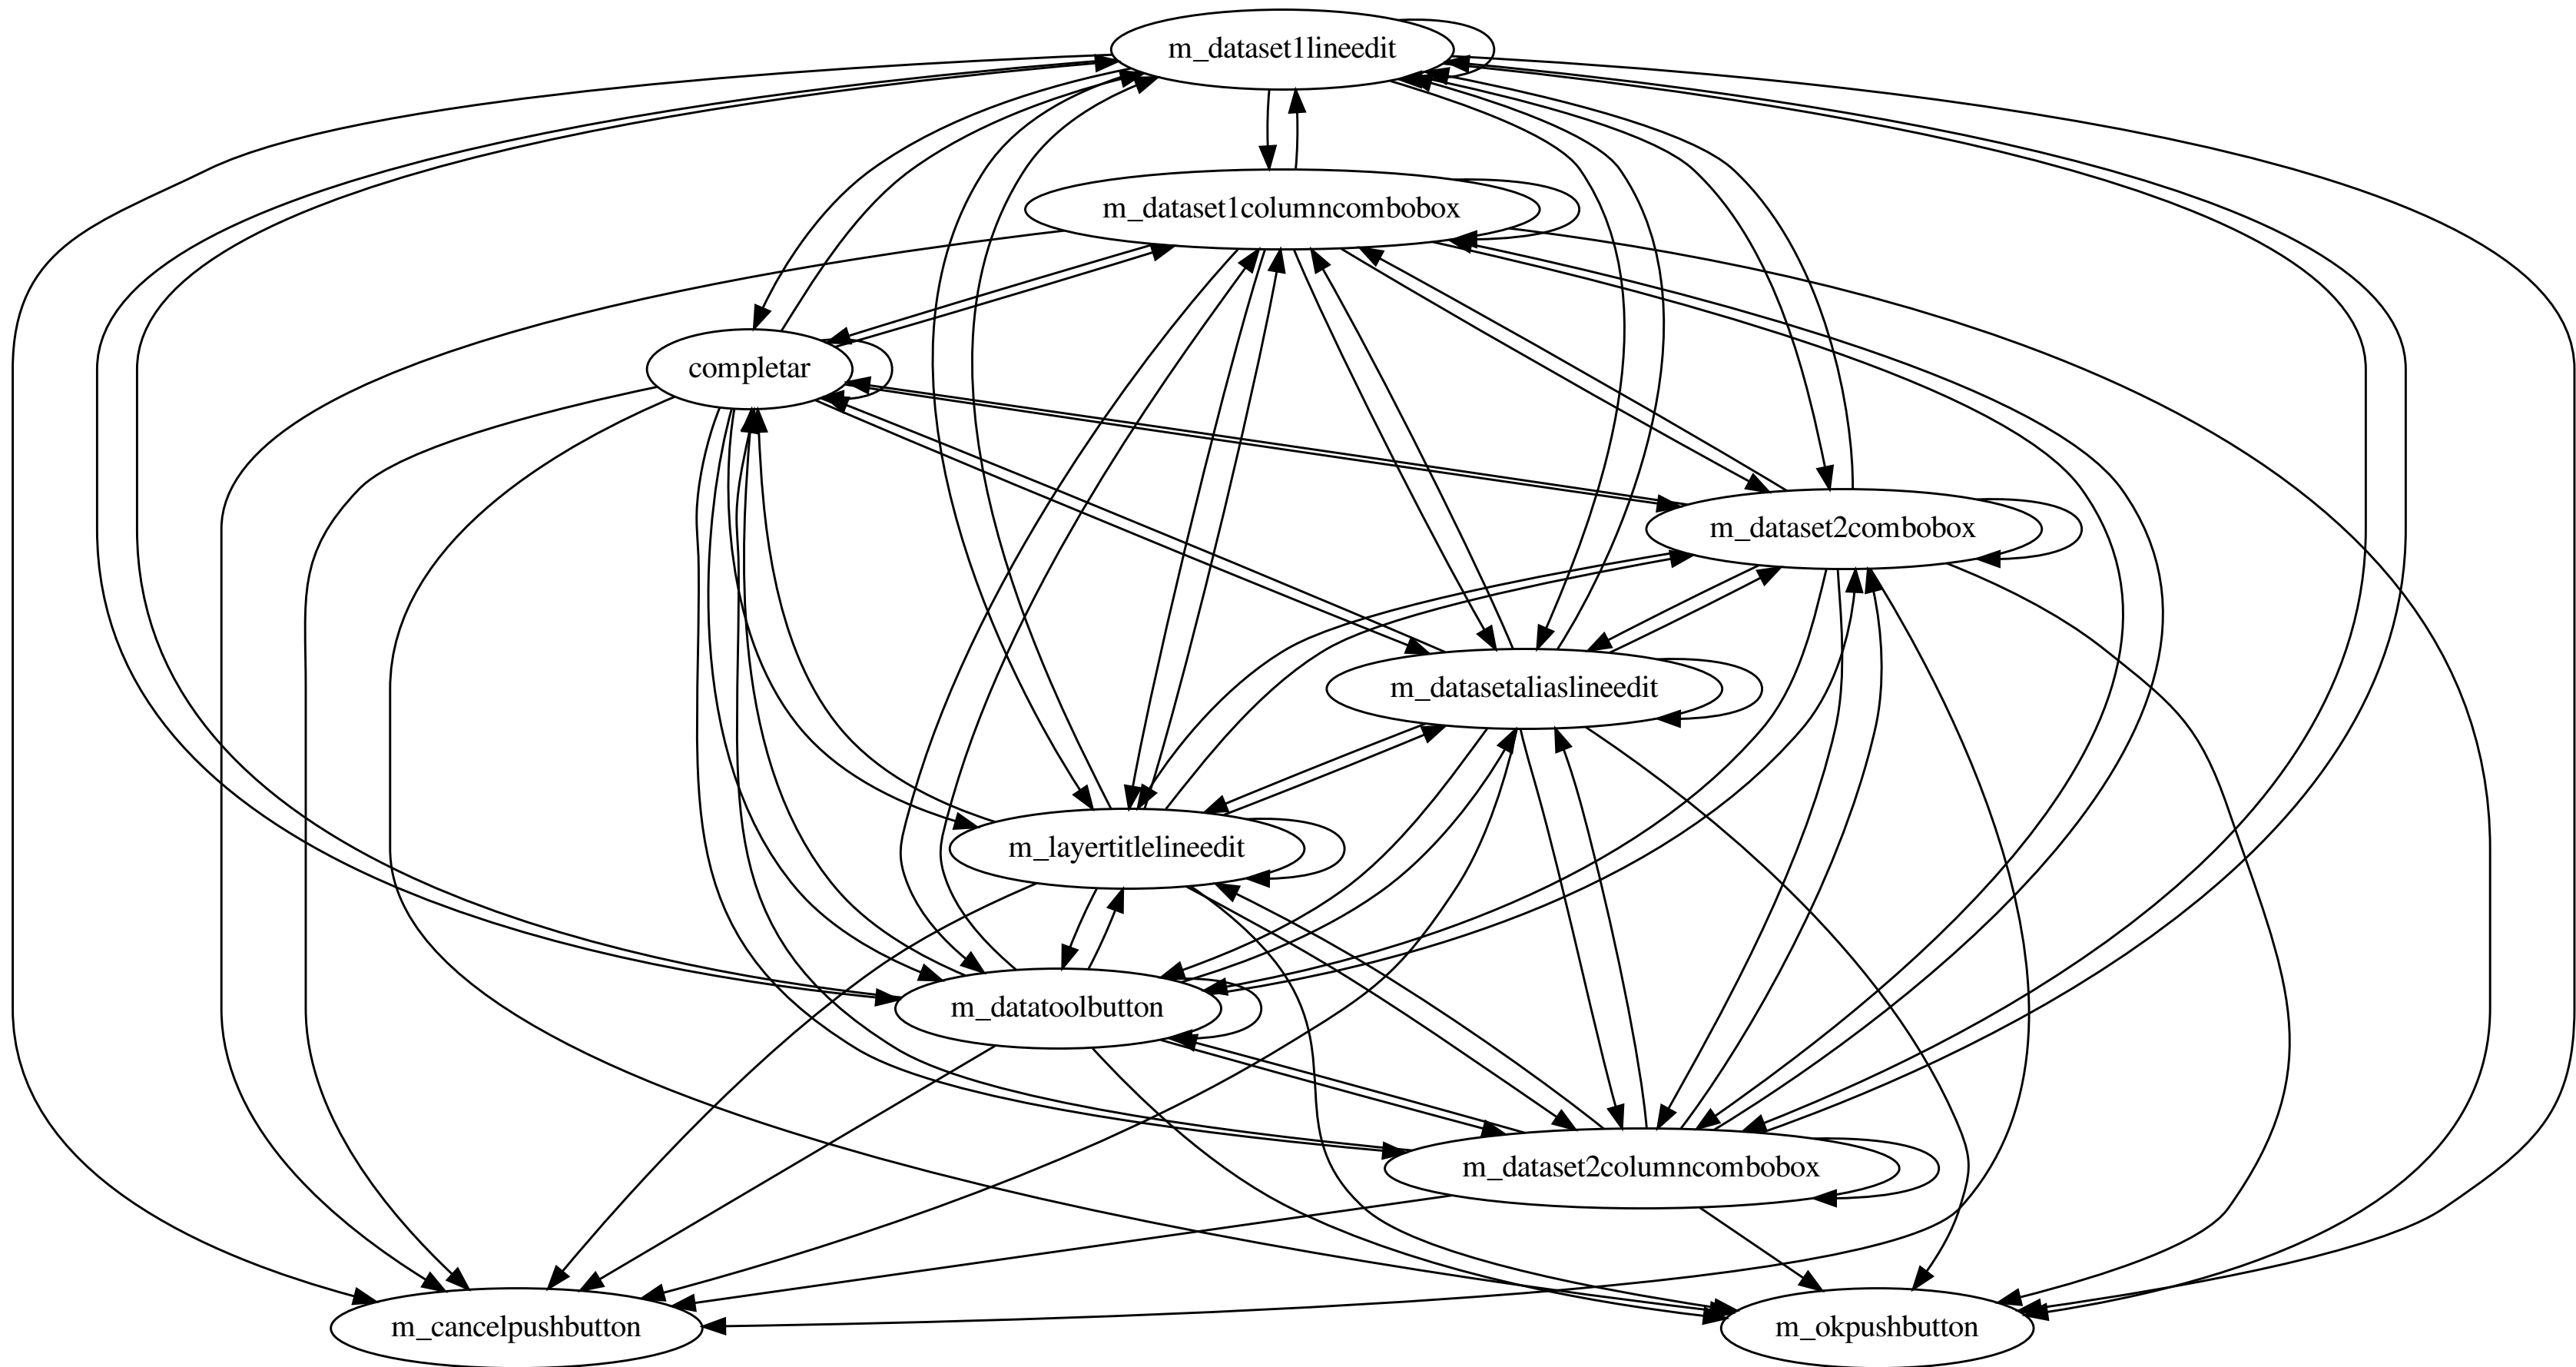 m_dataset1lineedit
m_dataset1columncombobox
completar
m_dataset2combobox
m_datasetaliaslineedit
m_layertitlelineedit
m_datatoolbutton
m_dataset2columncombobox
m_cancelpushbutton
m_okpushbutton